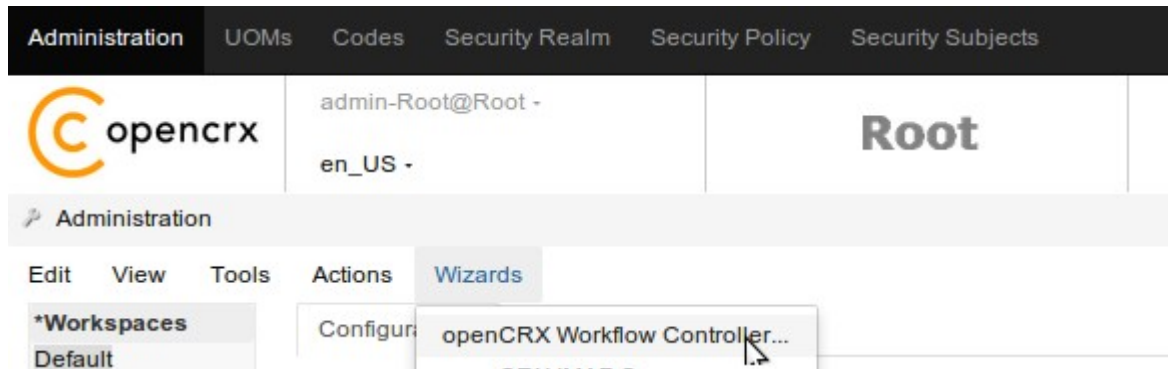 Administration UOMs Codes Security Realm Security Policy Security Subjects
opencrx
admin-Root@Root -
Root
en_US -
Administration
Edit View Tools Actions Wizards
*Workspaces
Default
openCRX Workflow Controller...